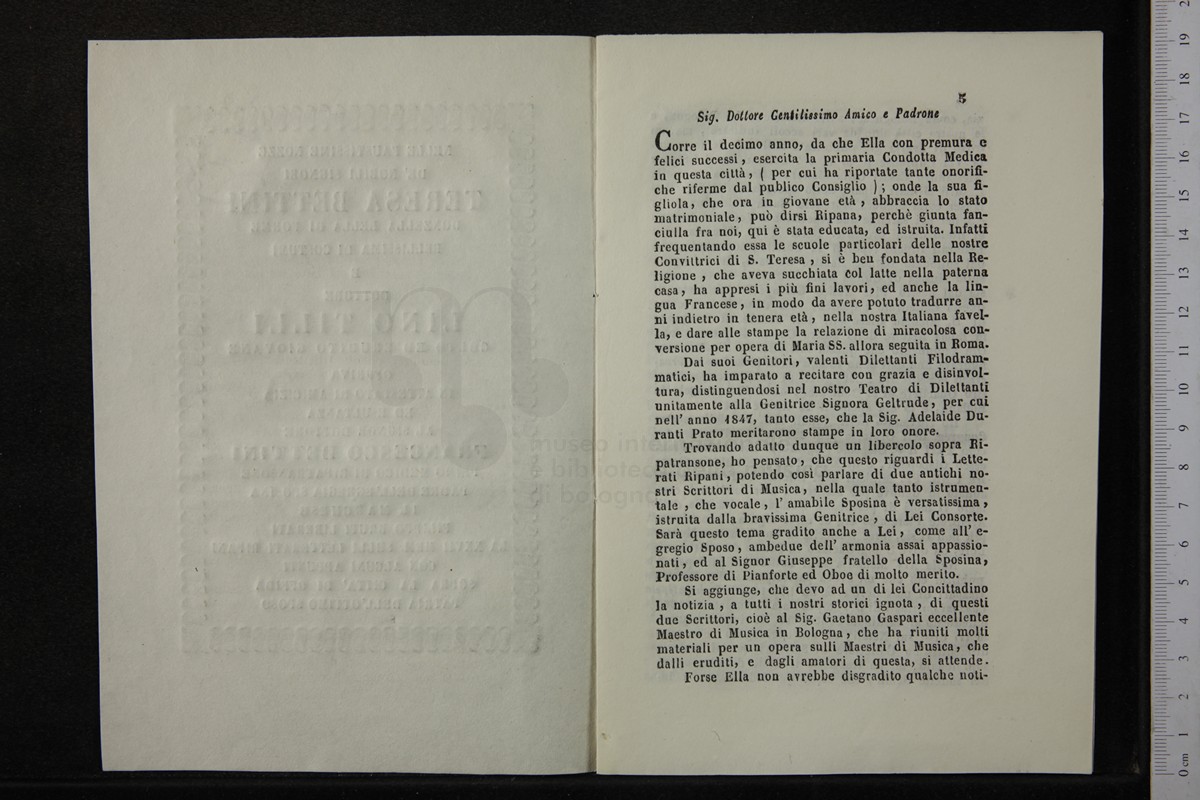 5
Sig. Dottore Gentilissimo Amico e Padrone
Corre il decimo anno, da che Ella con premura e
felici successi, esercita la primaria Condotta Medica
in questa città, ( per cui ha riportate tante onorifi-
che riferme dal publico Consiglio ); onde la sua fi-
gliola, che ora in giovane età, abbraccia lo stato
matrimoniale, può dirsi Ripana, perchè giunta fan-
ciulla fra noi, qui è stata educata, ed istruita. Infatti
frequentando essa le scuole particolari delle nostre
Convittrici di S. Teresa, si è beu fondata nella Re-
ligione, che aveva succhiata col latte nella paterna
casa, ha appresi i più fini lavori, ed anche la lin-
gua Francese, in modo da avere potuto tradurre an-
ni indietro in tenera età, nella nostra Italiana favel-
la, e dare alle stampe la relazione di miracolosa con-
versione per opera di Maria SS. allora seguita in Roma.
Dai suoi Genitori, valenti Dilettanti Filodram-
matici, ha imparato a recitare con grazia e disinvol-
tura, distinguendosi nel nostro Teatro di Dilettanti
unitamente alla Genitrice Signora Geltrude, per cui
nell' anno 1847, tanto esse, che la Sig. Adelaide Du-
ranti Prato meritarono stampe in loro onore.
Trovando adatto dunque un libercolo sopra Ri-
patransone, ho pensato, che questo riguardi i Lette-
rati Ripani, potendo così parlare di due antichi no-
stri Scrittori di Musica, nella quale tanto istrumen-
tale, che vocale, l' amabile Sposina è versatissima,
istruita dalla bravissima Genitrice, di Lei Consorte.
Sarà questo tema gradito anche a Lei, come all' e-
gregio Sposo, ambedue dell' armonia assai appassio-
nati, ed al Signor Giuseppe fratello della Sposina,
Professore di Pianforte ed Oboe di molto merito.
Si aggiunge, che devo ad un di lei Concittadino
la notizia, a tutti i nostri storici ignota, di questi
due Scrittori, cioè al Sig. Gaetano Gaspari eccellente
Maestro di Musica in Bologna, che ha riuniti molti
materiali per un opera sulli Maestri di Musica, che
dalli eruditi, e dagli amatori di questa, si attende.
Forse Ella non avrebbe disgradito qualche noti-